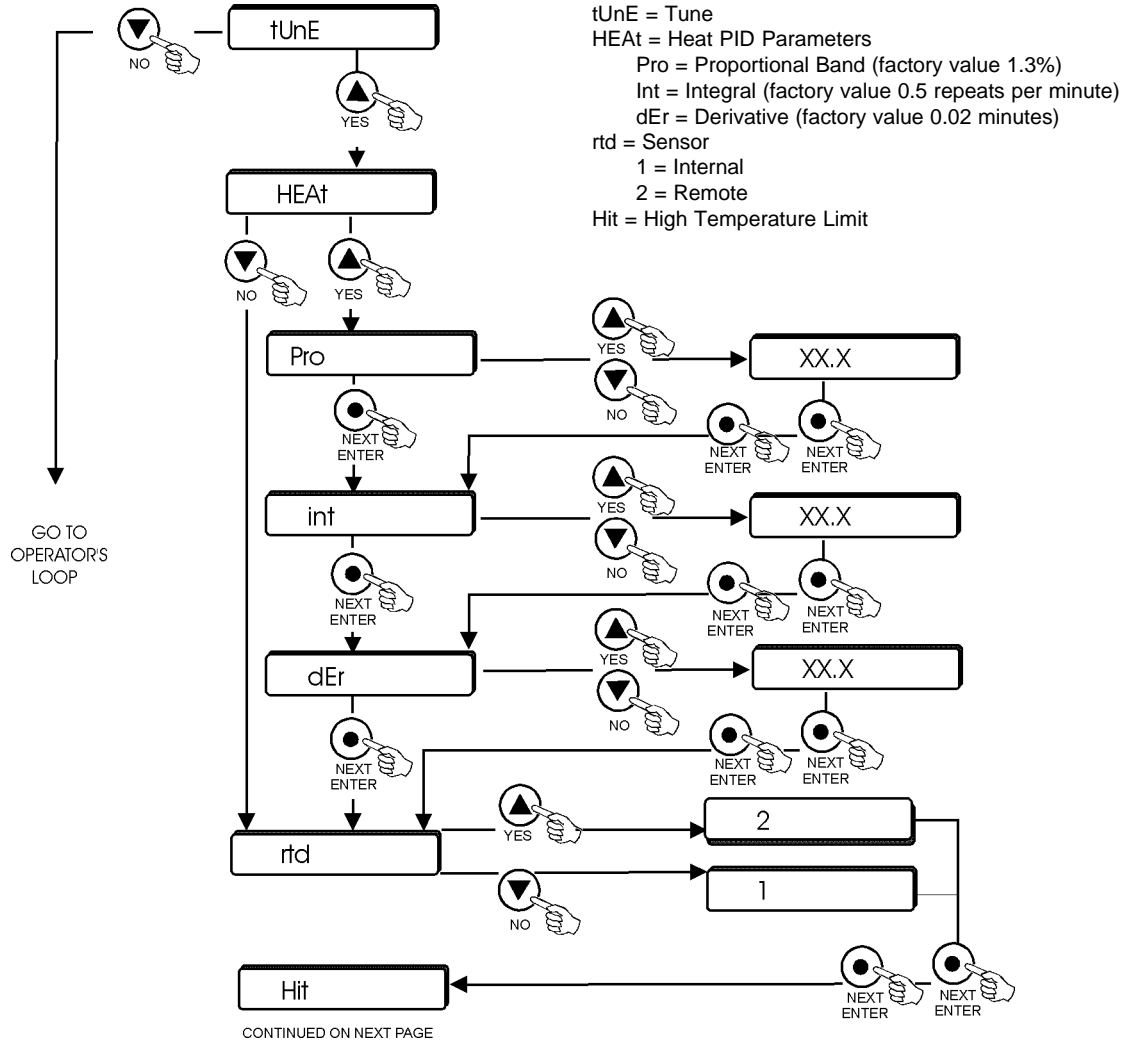 tUnE
NO
YES
tUnE = Tune
HEAt = Heat PID Parameters
Pro = Proportional Band (factory value 1.3%)
Int = Integral (factory value 0.5 repeats per minute)
dEr = Derivative (factory value 0.02 minutes)
rtd = Sensor
1 = Internal
2 = Remote
Hit = High Temperature Limit
HEAt
NO
YES
Pro
YES
NO
XX.X
NEXT
ENTER
NEXT
ENTER
NEXT
ENTER
int
YES
NO
XX.X
GO TO
OPERATOR'S
LOOP
NEXT
ENTER
NEXT
ENTER
NEXT
ENTER
dEr
YES
NO
XX.X
NEXT
ENTER
NEXT
ENTER
NEXT
ENTER
rtd
YES
2
NO
1
Hit
NEXT
ENTER
NEXT
ENTER
CONTINUED ON NEXT PAGE